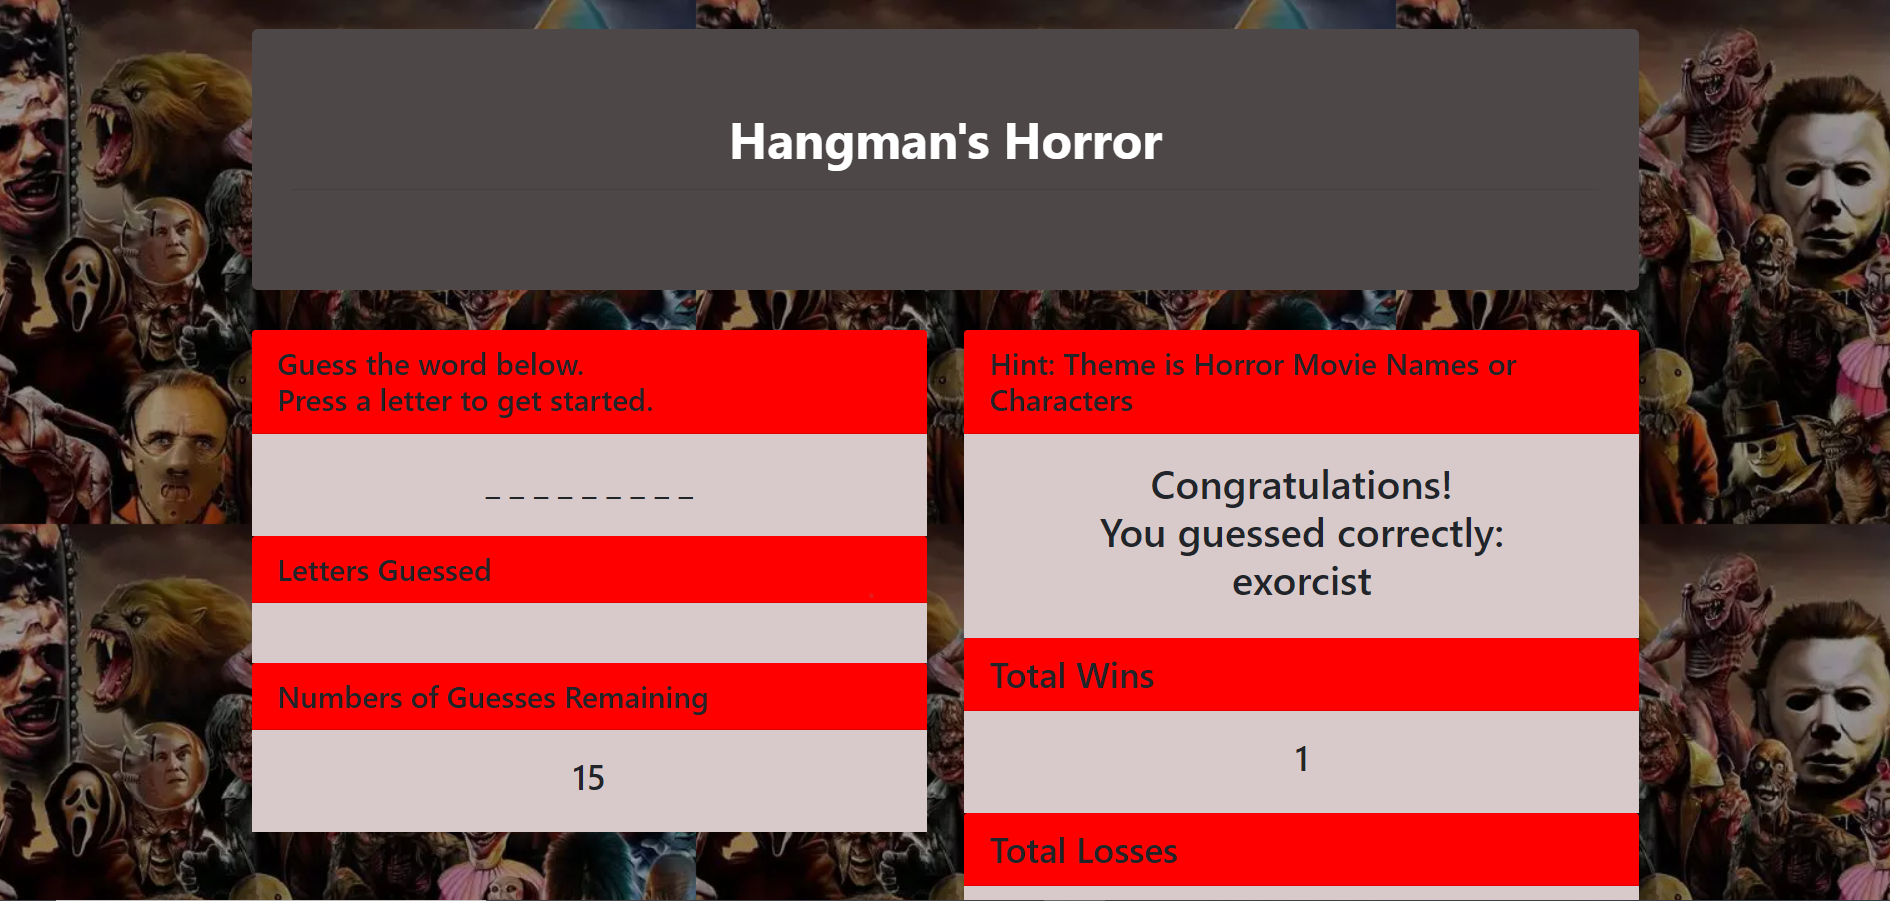 Hangman's Horror
Guess the word below.
Press a letter to get started.
_ _ _ _ _ _ _ _ _
Letters Guessed
Numbers of Guesses Remaining
15
Hint: Theme is Horror Movie Names or
Characters
Congratulations!
You guessed correctly:
exorcist
Total Wins
1
Total Losses